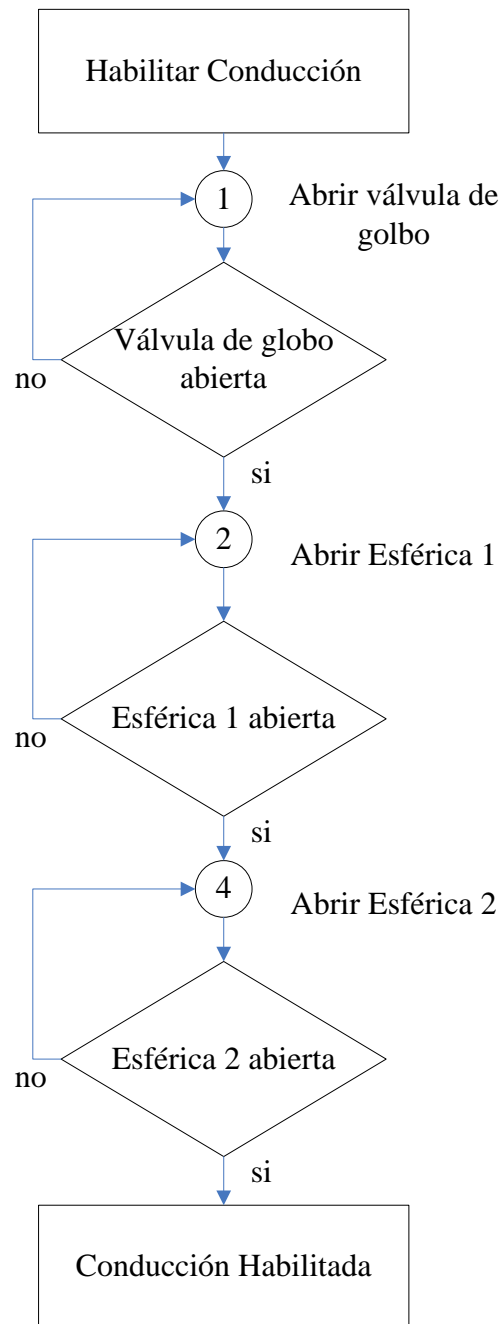 Habilitar Conducción
1
Abrir válvula de
golbo
Válvula de globo
abierta
no
si
2
Abrir Esférica 1
Esférica 1 abierta
no
si
4
Abrir Esférica 2
Esférica 2 abierta
no
si
Conducción Habilitada